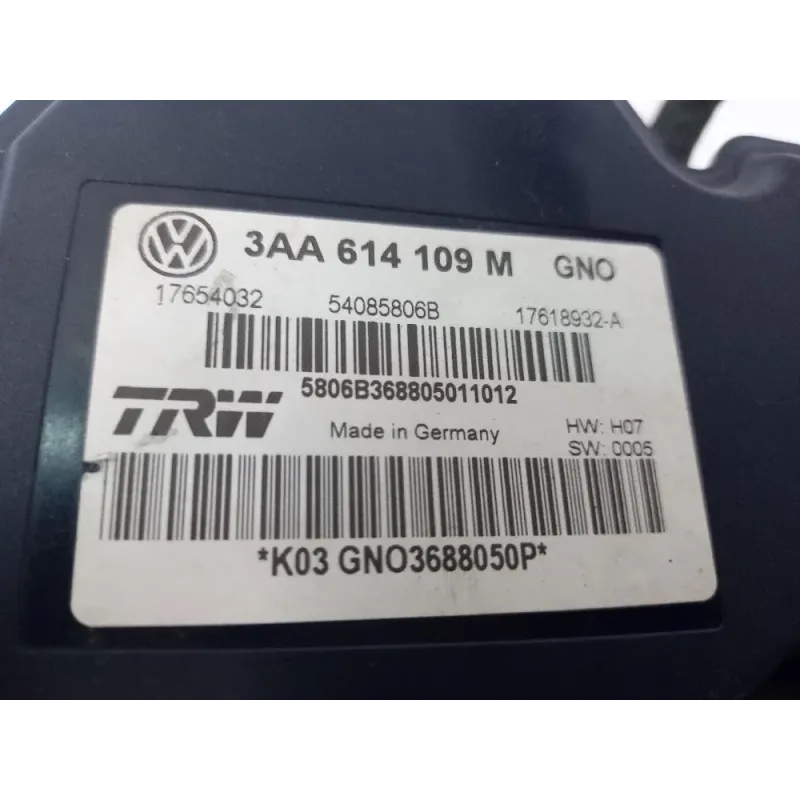 3AA 614 109 M GNO
17654032 54085806B 17618932-A
5806B368805011012
TRW Made in Germany HW: H07
SW: 0005
*K03 GNO3688050P*